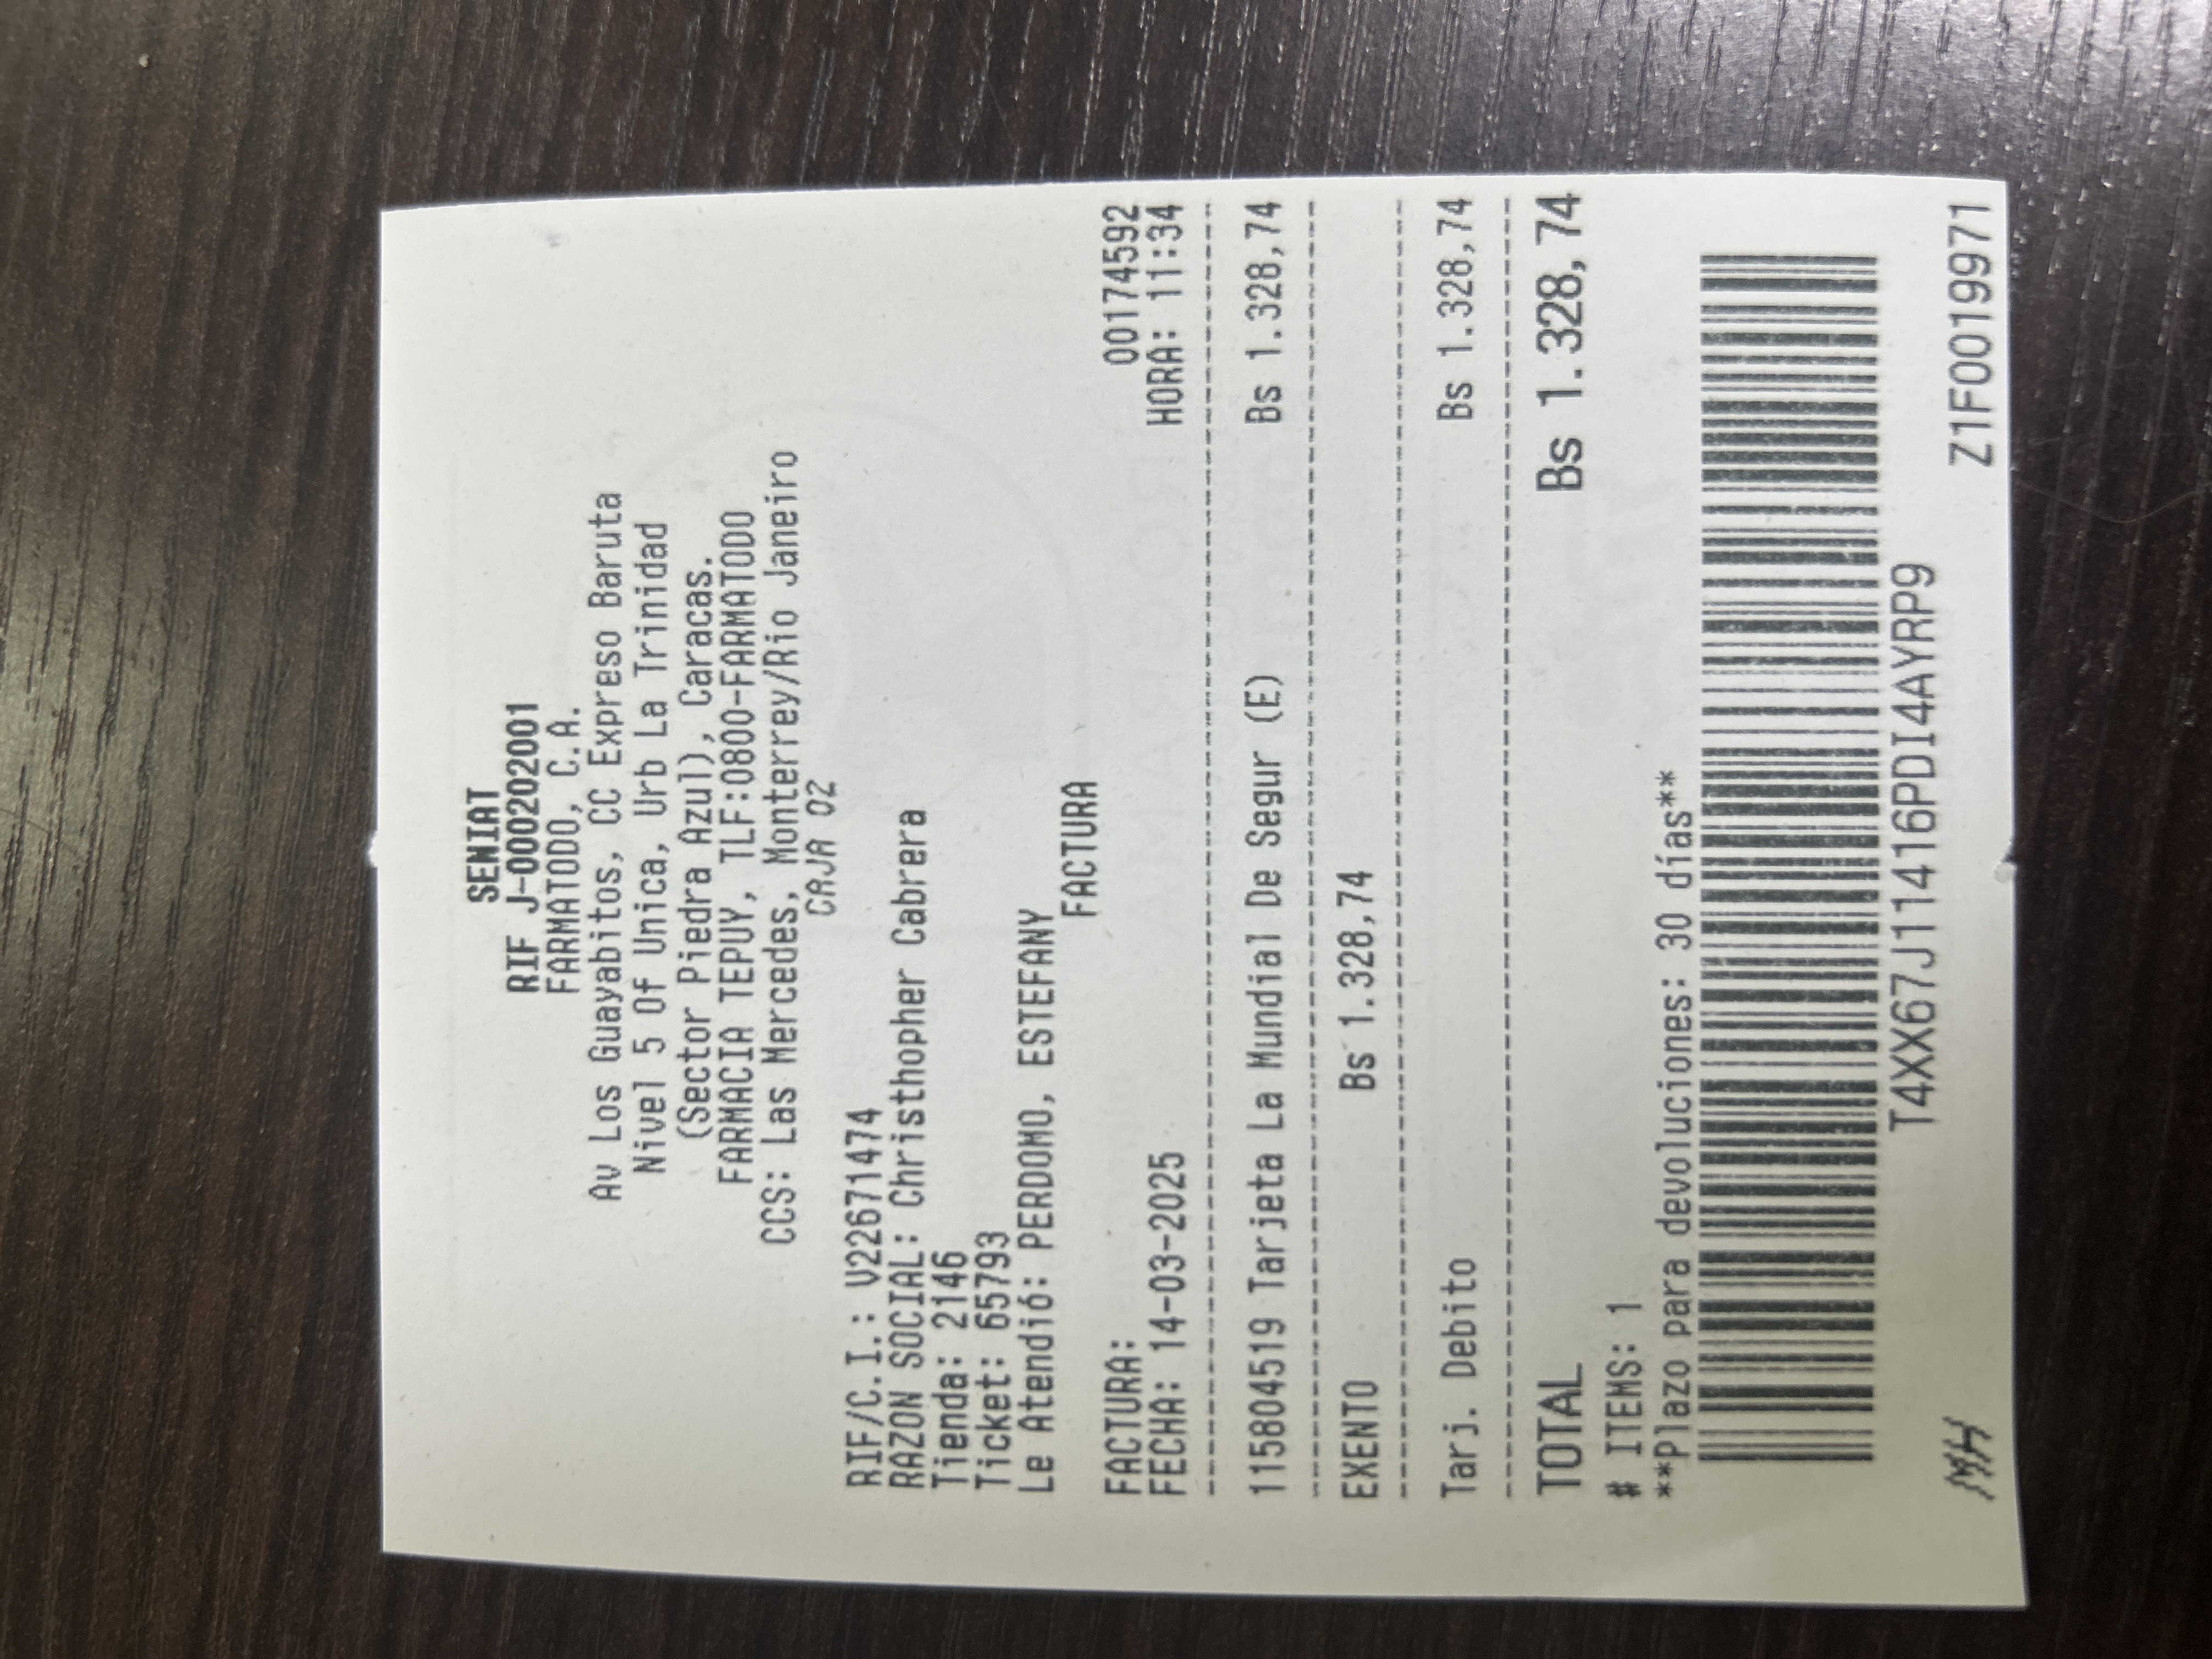 SENIAT
RIF J-000202001
FARMATODO, C.A.
Av Los Guayabitos, CC Expreso Baruta
Nivel 5 Of Unica, Urb La Trinidad
(Sector Piedra Azul), Caracas.
FARMACIA TEPUY, TLF:0800-FARMATODO
CCS: Las Mercedes, Monterrey/Rio Janeiro
CAJA 02
RIF/C.I.: V22671474
RAZON SOCIAL: Christhopher Cabrera
Tienda: 2146
Ticket: 65793
Le Atendió: PERDOMO, ESTEFANY
FACTURA
FACTURA: 00174592
FECHA: 14-03-2025 HORA: 11:34
115804519 Tarjeta La Mundial De Segur (E) Bs 1.328,74
EXENTO Bs 1.328,74
Tarj. Debito Bs 1.328,74
TOTAL Bs 1.328,74
# ITEMS: 1
**Plazo para devoluciones: 30 días**
T4XX67J11416PDI4AYRP9
MH Z1F0019971